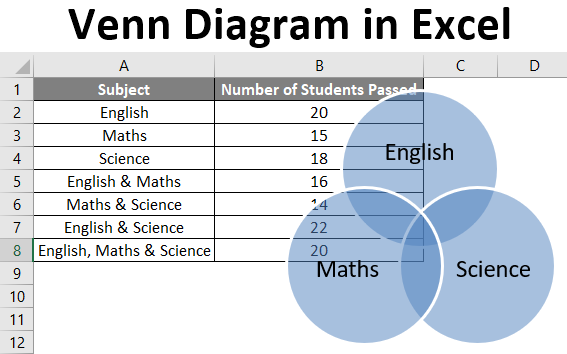 Venn Diagram in Excel
A B C D
1 Subject Number of Students Passed
2 English 20
3 Maths 15
4 Science 18
5 English & Maths 16
6 Maths & Science 14
7 English & Science 22
8 English, Maths & Science 20
9
10
11
12
English
Maths Science